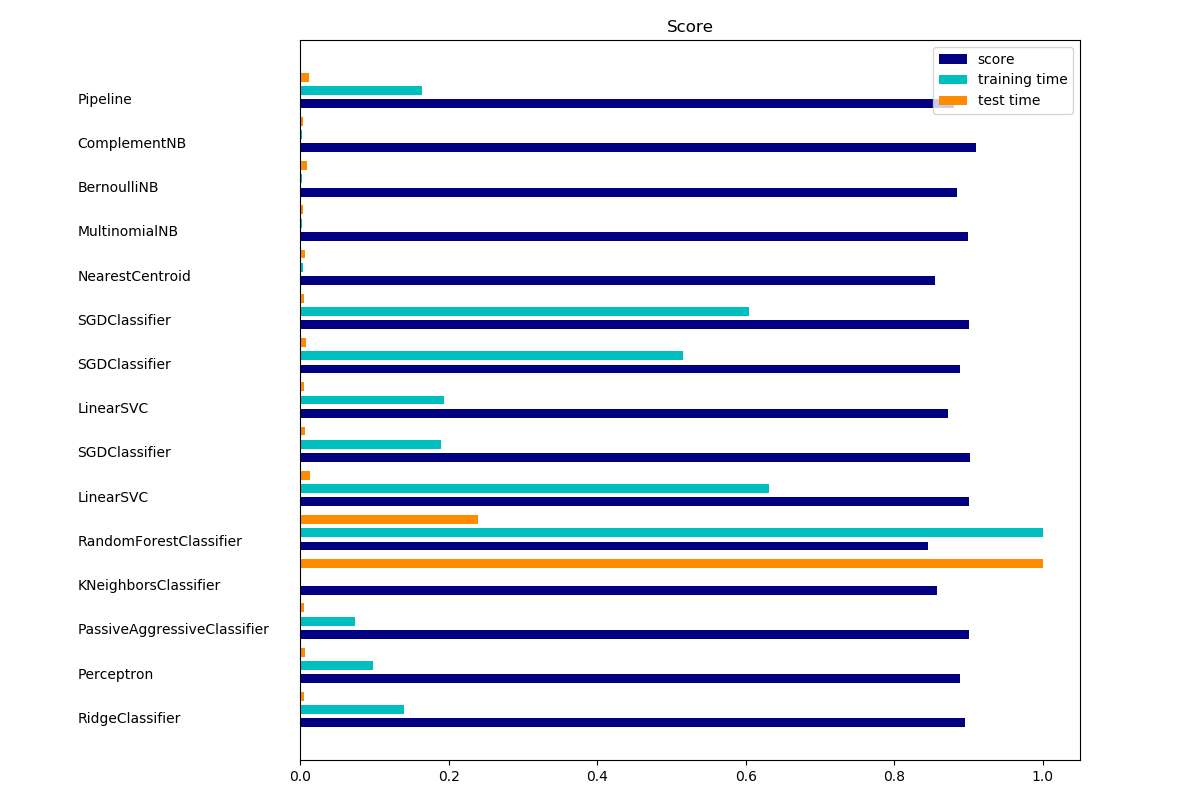 Score
score
training time
test time
Pipeline
ComplementNB
BernoulliNB
MultinomialNB
NearestCentroid
SGDClassifier
SGDClassifier
LinearSVC
SGDClassifier
LinearSVC
RandomForestClassifier
KNeighborsClassifier
PassiveAggressiveClassifier
Perceptron
RidgeClassifier
0.0 0.2 0.4 0.6 0.8 1.0